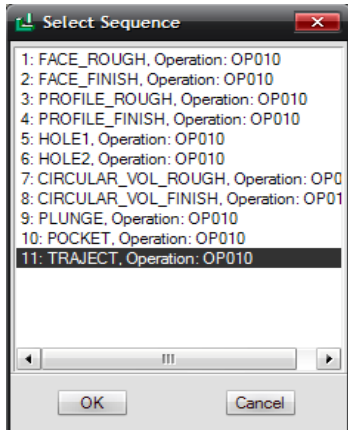 Select Sequence
1: FACE_ROUGH, Operation: OP010
2: FACE_FINISH, Operation: OP010
3: PROFILE_ROUGH, Operation: OP010
4: PROFILE_FINISH, Operation: OP010
5: HOLE1, Operation: OP010
6: HOLE2, Operation: OP010
7: CIRCULAR_VOL_ROUGH, Operation: OP0
8: CIRCULAR_VOL_FINISH, Operation: OP01
9: PLUNGE, Operation: OP010
10: POCKET, Operation: OP010
11: TRAJECT, Operation: OP010
OK Cancel